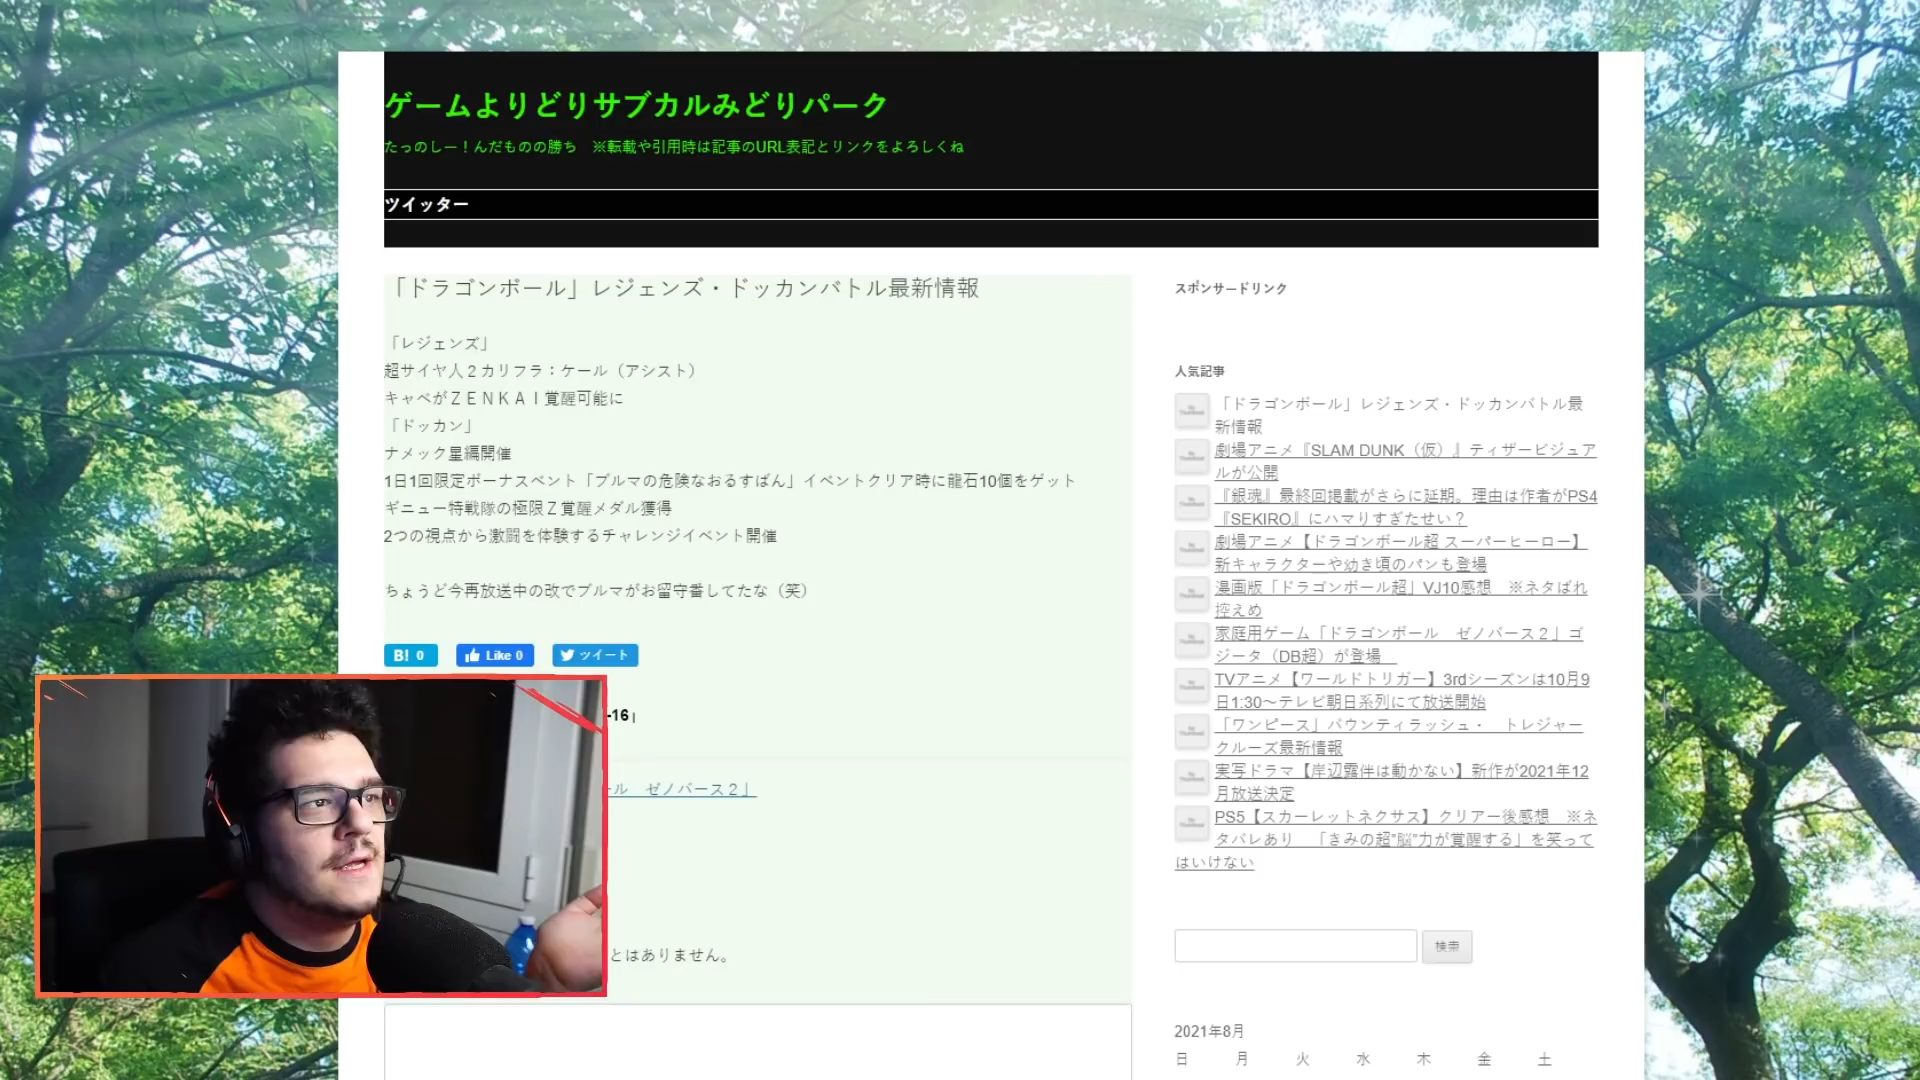 ゲームよりどりサブカルみどりパーク
たっのしー！んだものの勝ち　※転載や引用時は記事のURL表記とリンクをよろしくね
ツイッター
「ドラゴンボール」レジェンズ・ドッカンバトル最新情報
「レジェンズ」
超サイヤ人２カリフラ：ケール（アシスト）
キャベがＺＥＮＫＡＩ覚醒可能に
「ドッカン」
ナメック星編開催
1日1回限定ボーナスベント「ブルマの危険なおるすばん」イベントクリア時に龍石10個をゲット
ギニュー特戦隊の極限Ｚ覚醒メダル獲得
2つの視点から激闘を体験するチャレンジイベント開催
ちょうど今再放送中の改でブルマがお留守番してたな（笑）
B! 0
Like 0
ツイート
-16 |
ール　ゼノバース２」
とはありません。
スポンサードリンク
人気記事
「ドラゴンボール」レジェンズ・ドッカンバトル最
新情報
劇場アニメ『SLAM DUNK（仮）』ティザービジュア
ルが公開
『銀魂』最終回掲載がさらに延期。理由は作者がPS4
『SEKIRO』にハマりすぎたせい？
劇場アニメ【ドラゴンボール超 スーパーヒーロー】
新キャラクターや幼き頃のパンも登場
漫画版「ドラゴンボール超」VJ10感想　※ネタばれ
控えめ
家庭用ゲーム「ドラゴンボール　ゼノバース２」ゴ
ジータ（DB超）が登場
TVアニメ【ワールドトリガー】3rdシーズンは10月9
日1:30～テレビ朝日系列にて放送開始
「ワンピース」バウンティラッシュ・　トレジャー
クルーズ最新情報
実写ドラマ【岸辺露伴は動かない】新作が2021年12
月放送決定
PS5【スカーレットネクサス】クリアー後感想　※ネ
タバレあり　「きみの超"脳"力が覚醒する」を笑って
はいけない
検索
2021年8月
日 月 火 水 木 金 土